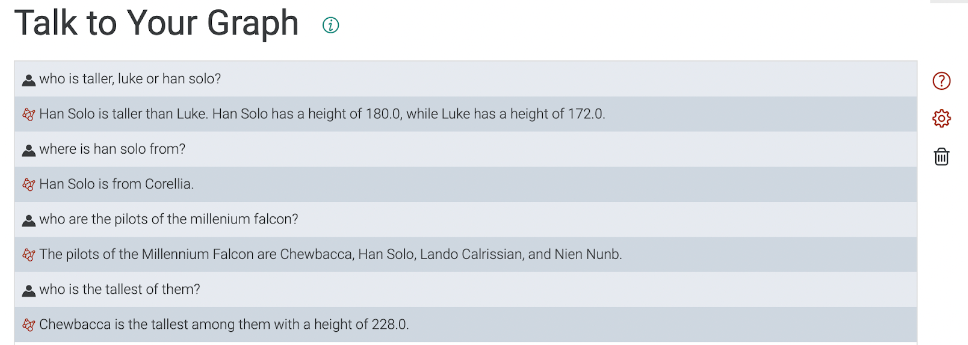 Talk to Your Graph
who is taller, luke or han solo?
Han Solo is taller than Luke. Han Solo has a height of 180.0, while Luke has a height of 172.0.
where is han solo from?
Han Solo is from Corellia.
who are the pilots of the millenium falcon?
The pilots of the Millennium Falcon are Chewbacca, Han Solo, Lando Calrissian, and Nien Nunb.
who is the tallest of them?
Chewbacca is the tallest among them with a height of 228.0.